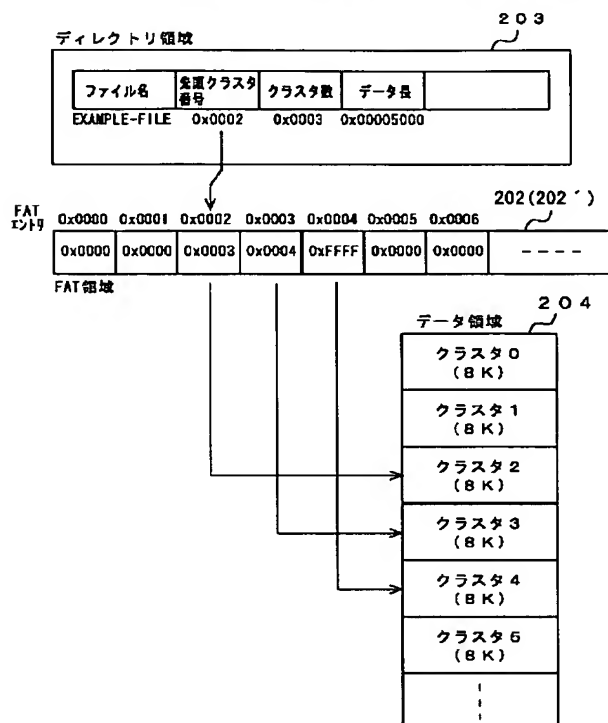 203
ディレクトリ領域
ファイル名 先頭クラスタ番号 クラスタ数 データ長
EXAMPLE-FILE 0x0002 0x0003 0x00005000
202(202´)
FATエントリ 0x0000 0x0001 0x0002 0x0003 0x0004 0x0005 0x0006
0x0000 0x0000 0x0003 0x0004 0xFFFF 0x0000 0x0000 ----
FAT領域
204
データ領域
クラスタ0
(8K)
クラスタ1
(8K)
クラスタ2
(8K)
クラスタ3
(8K)
クラスタ4
(8K)
クラスタ5
(8K)